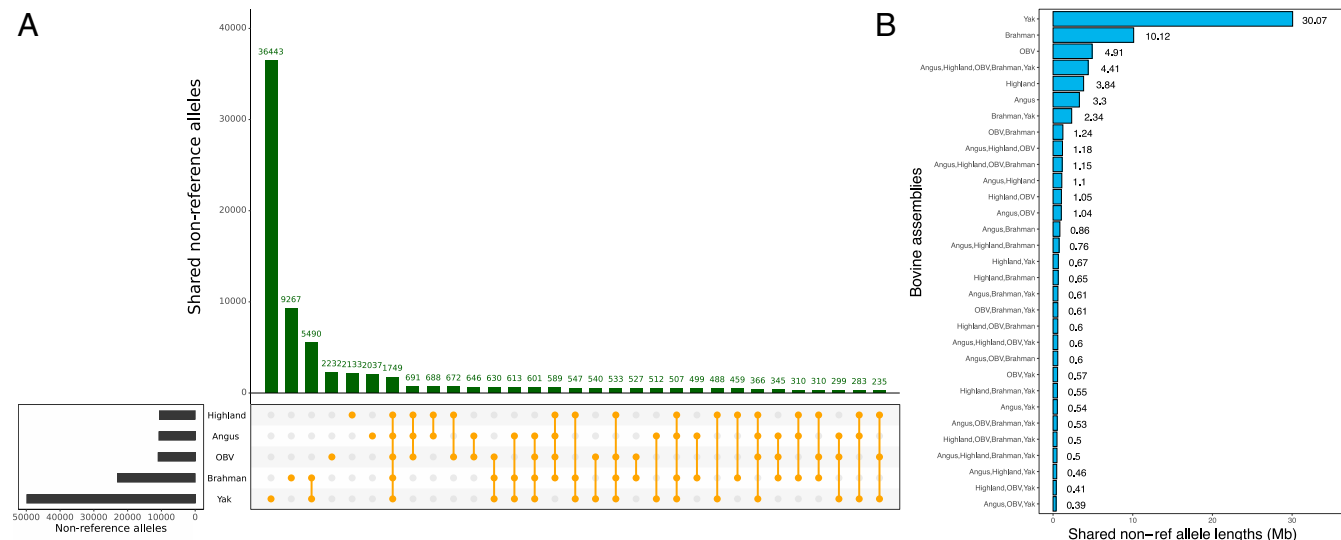 A
Shared non-reference alleles
40000
30000
20000
10000
0
36443 9267 5490 2232 2133 2037 1749 691 688 672 646 630 613 601 589 547 540 533 527 512 507 499 488 459 366 345 310 310 299 283 235
Highland
Angus
OBV
Brahman
Yak
50000 40000 30000 20000 10000 0
Non-reference alleles
B
Bovine assemblies
Yak 30.07
Brahman 10.12
OBV 4.91
Angus,Highland,OBV,Brahman,Yak 4.41
Highland 3.84
Angus 3.3
Brahman,Yak 2.34
OBV,Brahman 1.24
Angus,Highland,OBV 1.18
Angus,Highland,OBV,Brahman 1.15
Angus,Highland 1.1
Highland,OBV 1.05
Angus,OBV 1.04
Angus,Brahman 0.86
Angus,Highland,Brahman 0.76
Highland,Yak 0.67
Highland,Brahman 0.65
Angus,Brahman,Yak 0.61
OBV,Brahman,Yak 0.61
Highland,OBV,Brahman 0.6
Angus,Highland,OBV,Yak 0.6
Angus,OBV,Brahman 0.6
OBV,Yak 0.57
Highland,Brahman,Yak 0.55
Angus,Yak 0.54
Angus,OBV,Brahman,Yak 0.53
Highland,OBV,Brahman,Yak 0.5
Angus,Highland,Brahman,Yak 0.5
Angus,Highland,Yak 0.46
Highland,OBV,Yak 0.41
Angus,OBV,Yak 0.39
0 10 20 30
Shared non-ref allele lengths (Mb)